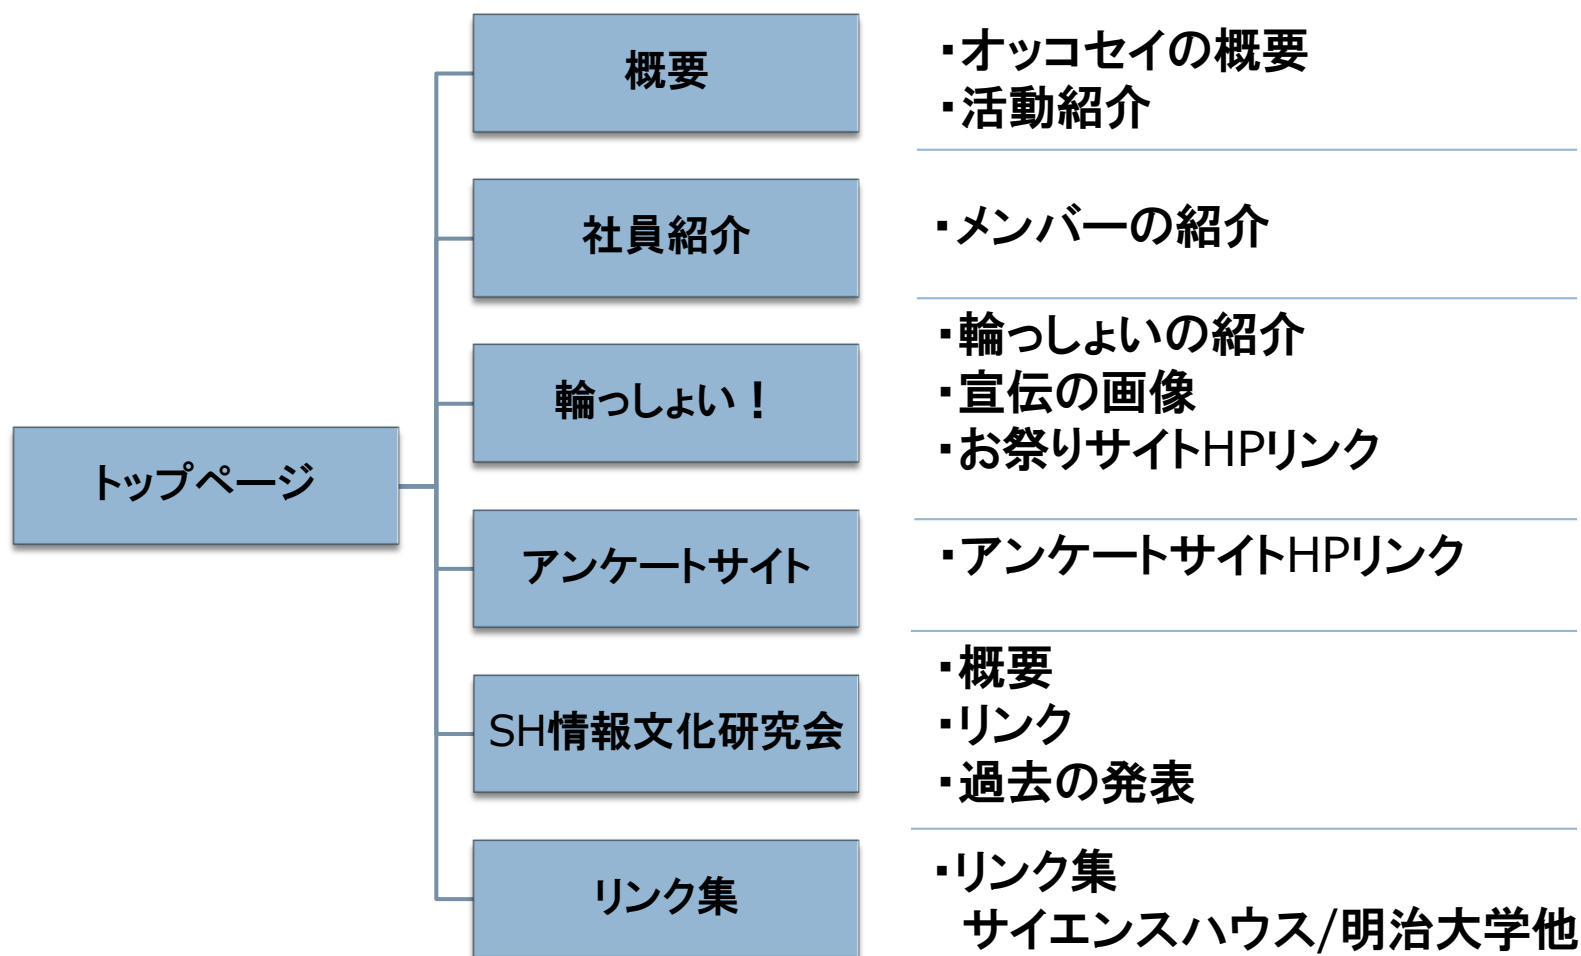 トップページ
概要
・オッコセイの概要
・活動紹介
社員紹介
・メンバーの紹介
輪っしょい！
・輪っしょいの紹介
・宣伝の画像
・お祭りサイトHPリンク
アンケートサイト
・アンケートサイトHPリンク
SH情報文化研究会
・概要
・リンク
・過去の発表
リンク集
・リンク集
サイエンスハウス/明治大学他